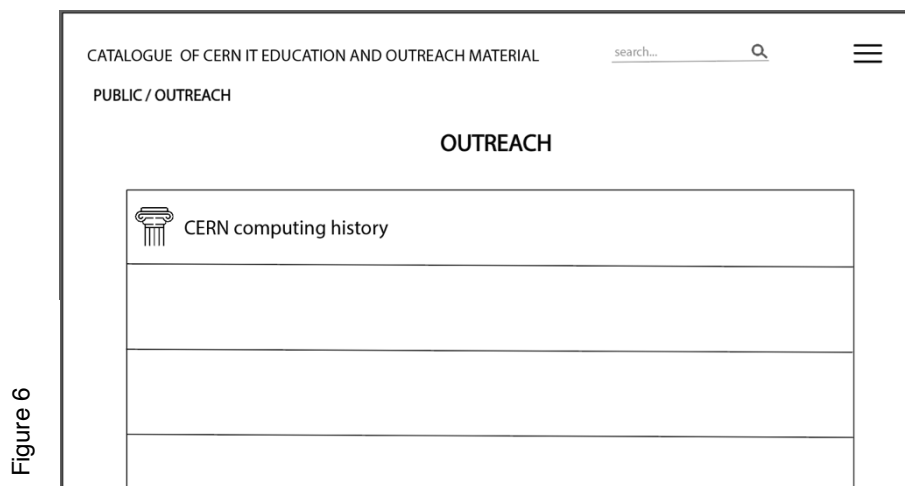 CATALOGUE OF CERN IT EDUCATION AND OUTREACH MATERIAL
search...
PUBLIC / OUTREACH
OUTREACH
CERN computing history
Figure 6